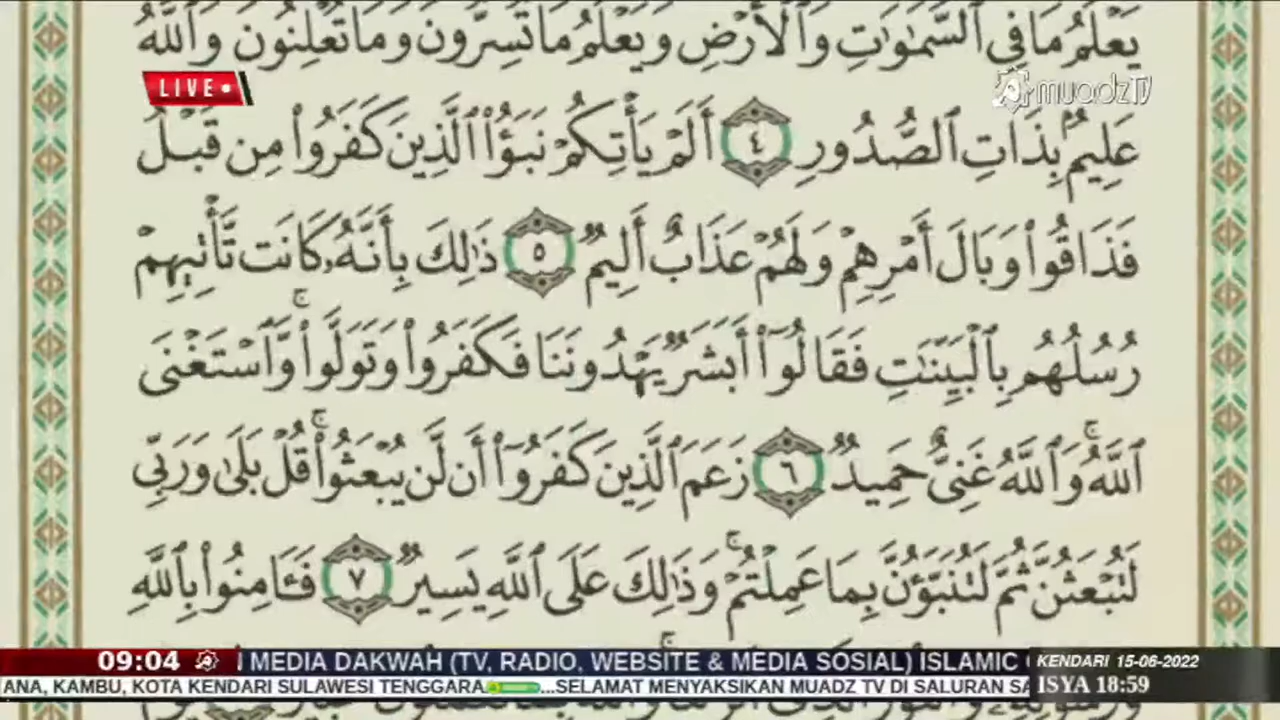 يَعْلَمُ مَا فِي ٱلسَّمَٰوَٰتِ وَٱلْأَرْضِ وَيَعْلَمُ مَا تُسِرُّونَ وَمَا تُعْلِنُونَ وَٱللَّهُ
LIVE
muadzTV
عَلِيمُۢ بِذَاتِ ٱلصُّدُورِ ٤ أَلَمْ يَأْتِكُمْ نَبَؤُا۟ ٱلَّذِينَ كَفَرُوا۟ مِن قَبْلُ
فَذَاقُوا۟ وَبَالَ أَمْرِهِمْ وَلَهُمْ عَذَابٌ أَلِيمٌ ٥ ذَٰلِكَ بِأَنَّهُۥ كَانَت تَّأْتِيهِمْ
رُسُلُهُم بِٱلْبَيِّنَٰتِ فَقَالُوٓا۟ أَبَشَرٌ يَهْدُونَنَا فَكَفَرُوا۟ وَتَوَلَّوا۟ ۚ وَّٱسْتَغْنَى
ٱللَّهُ ۚ وَٱللَّهُ غَنِىٌّ حَمِيدٌ ٦ زَعَمَ ٱلَّذِينَ كَفَرُوٓا۟ أَن لَّن يُبْعَثُوا۟ ۚ قُلْ بَلَىٰ وَرَبِّى
لَتُبْعَثُنَّ ثُمَّ لَتُنَبَّؤُنَّ بِمَا عَمِلْتُمْ ۚ وَذَٰلِكَ عَلَى ٱللَّهِ يَسِيرٌ ٧ فَـَٔامِنُوا۟ بِٱللَّهِ
09:04 MEDIA DAKWAH (TV, RADIO, WEBSITE & MEDIA SOSIAL) ISLAMIC
KENDARI 15-06-2022
ANA, KAMBU, KOTA KENDARI SULAWESI TENGGARA ...SELAMAT MENYAKSIKAN MUADZ TV DI SALURAN SA
ISYA 18:59